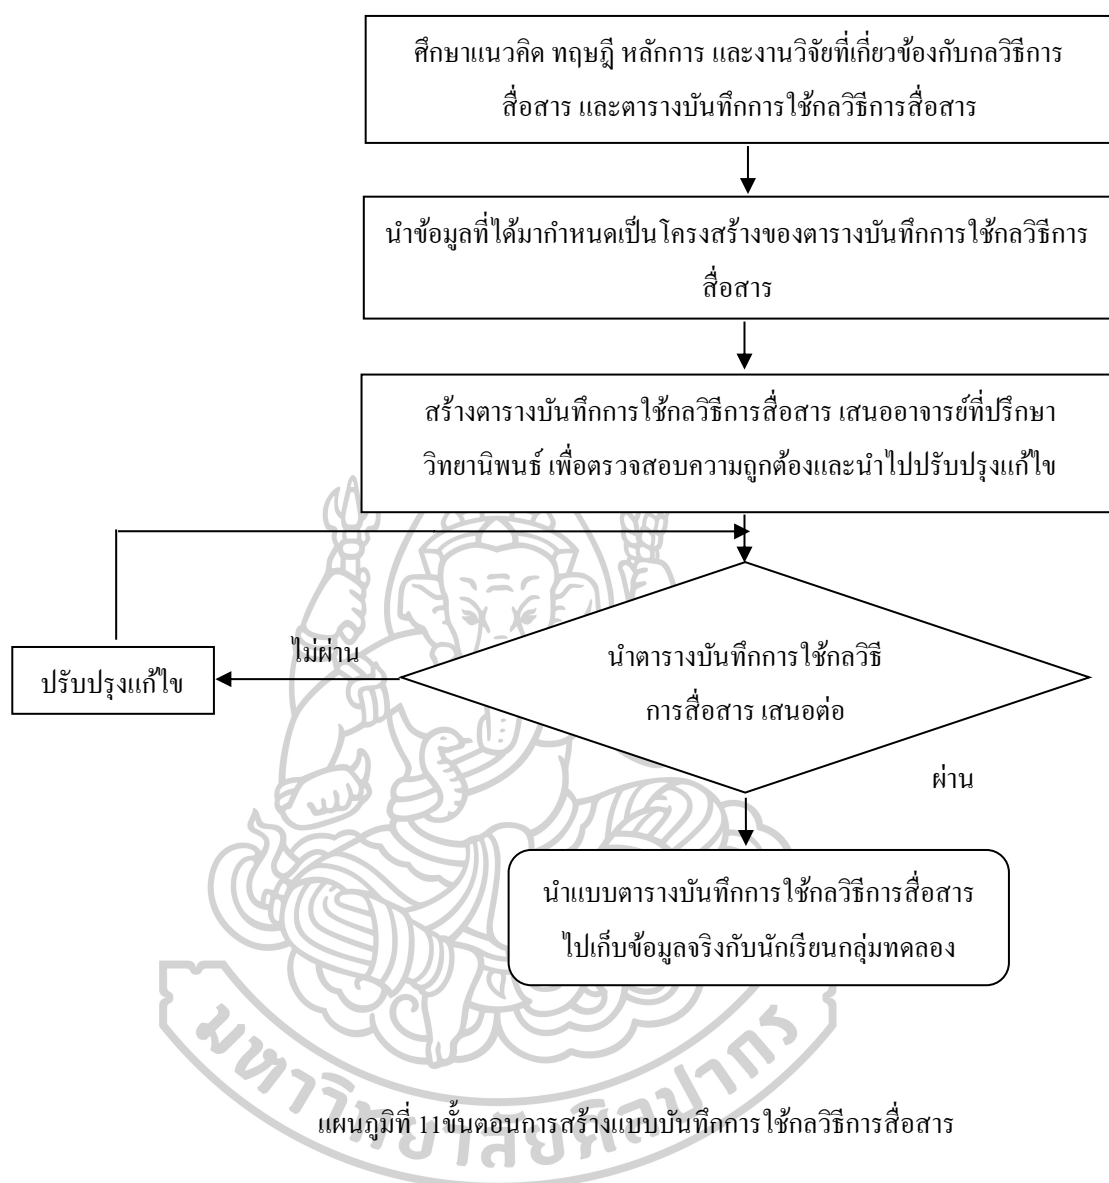 ศึกษาแนวคิด ทฤษฎี หลักการ และงานวิจัยที่เกี่ยวข้องกับกลวิธีการ
สื่อสาร และตารางบันทึกการใช้กลวิธีการสื่อสาร
นำข้อมูลที่ได้มากำหนดเป็นโครงสร้างของตารางบันทึกการใช้กลวิธีการ
สื่อสาร
สร้างตารางบันทึกการใช้กลวิธีการสื่อสาร เสนออาจารย์ที่ปรึกษา
วิทยานิพนธ์ เพื่อตรวจสอบความถูกต้องและนำไปปรับปรุงแก้ไข
ไม่ผ่าน
ปรับปรุงแก้ไข
นำตารางบันทึกการใช้กลวิธี
การสื่อสาร เสนอต่อ
ผ่าน
นำแบบตารางบันทึกการใช้กลวิธีการสื่อสาร
ไปเก็บข้อมูลจริงกับนักเรียนกลุ่มทดลอง
แผนภูมิที่ 11ขั้นตอนการสร้างแบบบันทึกการใช้กลวิธีการสื่อสาร
มหาวิทยาลัยศิลปากร